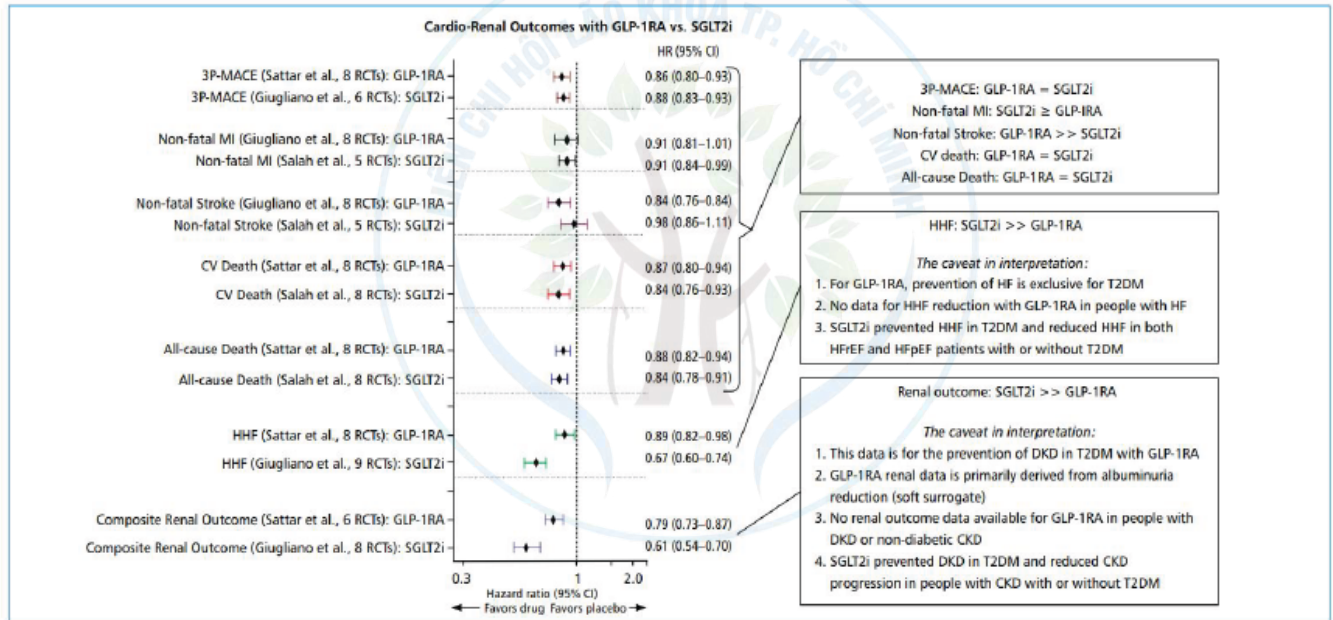 LIÊN CHI HỘI LÃO KHOA TP. HỒ CHÍ MINH
Cardio-Renal Outcomes with GLP-1RA vs. SGLT2i
HR (95% CI)
3P-MACE (Sattar et al., 8 RCTs): GLP-1RA 0.86 (0.80–0.93)
3P-MACE (Giugliano et al., 6 RCTs): SGLT2i 0.88 (0.83–0.93)
Non-fatal MI (Giugliano et al., 8 RCTs): GLP-1RA 0.91 (0.81–1.01)
Non-fatal MI (Salah et al., 5 RCTs): SGLT2i 0.91 (0.84–0.99)
Non-fatal Stroke (Giugliano et al., 8 RCTs): GLP-1RA 0.84 (0.76–0.84)
Non-fatal Stroke (Salah et al., 5 RCTs): SGLT2i 0.98 (0.86–1.11)
CV Death (Sattar et al., 8 RCTs): GLP-1RA 0.87 (0.80–0.94)
CV Death (Salah et al., 8 RCTs): SGLT2i 0.84 (0.76–0.93)
All-cause Death (Sattar et al., 8 RCTs): GLP-1RA 0.88 (0.82–0.94)
All-cause Death (Salah et al., 8 RCTs): SGLT2i 0.84 (0.78–0.91)
HHF (Sattar et al., 8 RCTs): GLP-1RA 0.89 (0.82–0.98)
HHF (Giugliano et al., 9 RCTs): SGLT2i 0.67 (0.60–0.74)
Composite Renal Outcome (Sattar et al., 6 RCTs): GLP-1RA 0.79 (0.73–0.87)
Composite Renal Outcome (Giugliano et al., 8 RCTs): SGLT2i 0.61 (0.54–0.70)
0.3 1 2.0
Hazard ratio (95% CI)
Favors drug Favors placebo
3P-MACE: GLP-1RA = SGLT2i
Non-fatal MI: SGLT2i ≥ GLP-IRA
Non-fatal Stroke: GLP-1RA >> SGLT2i
CV death: GLP-1RA = SGLT2i
All-cause Death: GLP-1RA = SGLT2i
HHF: SGLT2i >> GLP-1RA
The caveat in interpretation:
1. For GLP-1RA, prevention of HF is exclusive for T2DM
2. No data for HHF reduction with GLP-1RA in people with HF
3. SGLT2i prevented HHF in T2DM and reduced HHF in both
HFrEF and HFpEF patients with or without T2DM
Renal outcome: SGLT2i >> GLP-1RA
The caveat in interpretation:
1. This data is for the prevention of DKD in T2DM with GLP-1RA
2. GLP-1RA renal data is primarily derived from albuminuria
reduction (soft surrogate)
3. No renal outcome data available for GLP-1RA in people with
DKD or non-diabetic CKD
4. SGLT2i prevented DKD in T2DM and reduced CKD
progression in people with CKD with or without T2DM